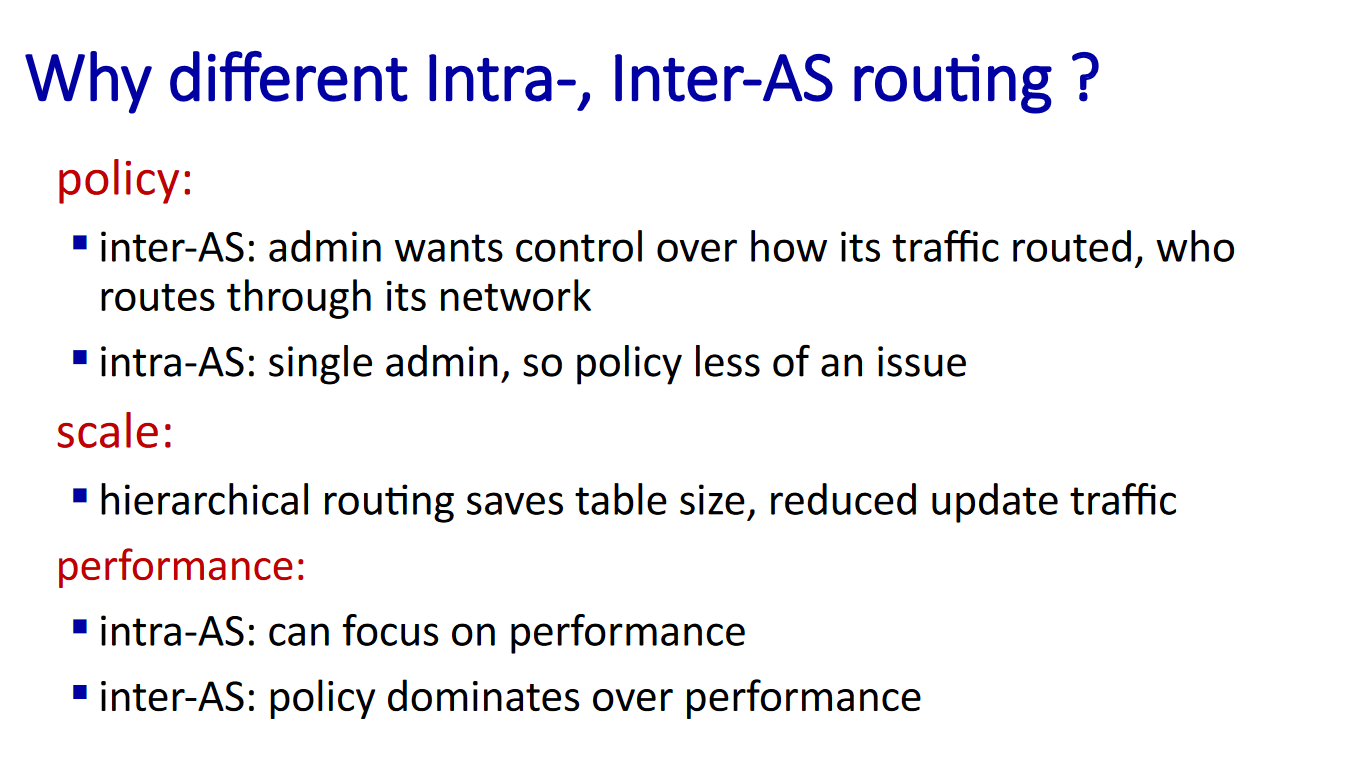 Why different Intra-, Inter-AS routing ?
policy:
▪ inter-AS: admin wants control over how its traffic routed, who
routes through its network
▪ intra-AS: single admin, so policy less of an issue
scale:
▪ hierarchical routing saves table size, reduced update traffic
performance:
▪ intra-AS: can focus on performance
▪ inter-AS: policy dominates over performance